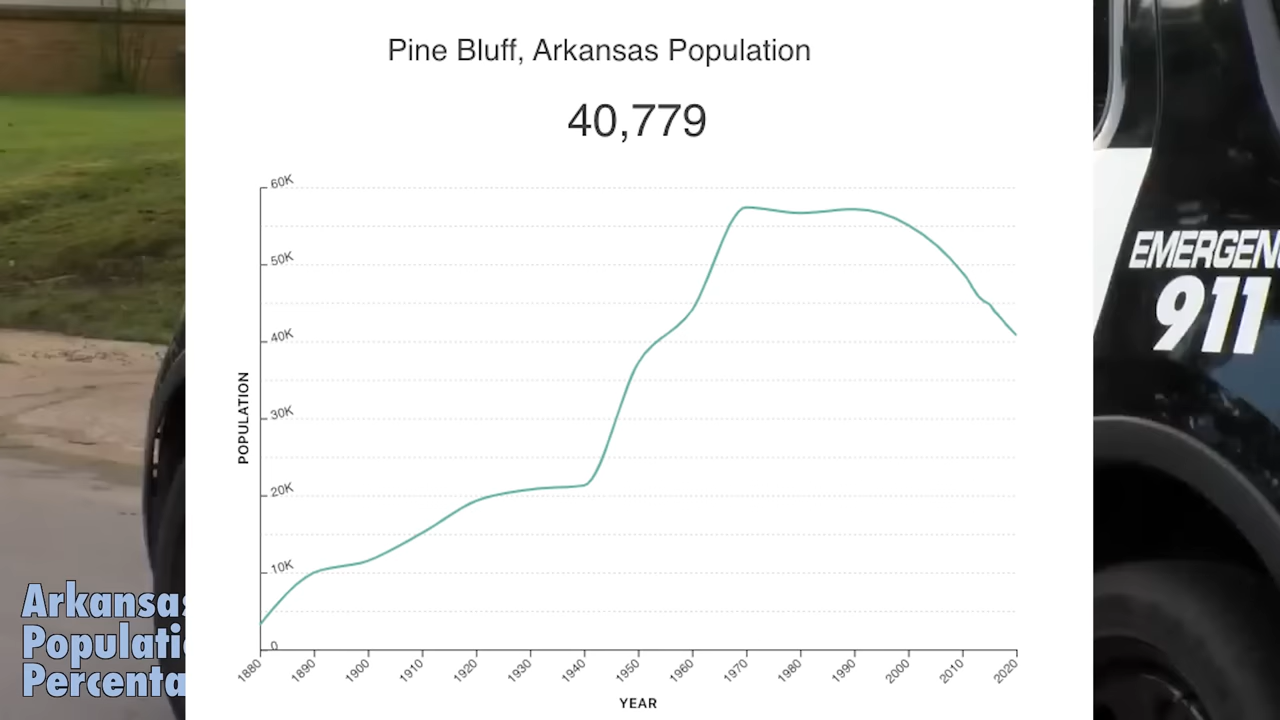 Pine Bluff, Arkansas Population
40,779
60K
50K
40K
30K
20K
10K
0
POPULATION
1880 1890 1900 1910 1920 1930 1940 1950 1960 1970 1980 1990 2000 2010 2020
YEAR
Arkansas
Populati
Percenta
EMERGEN
911